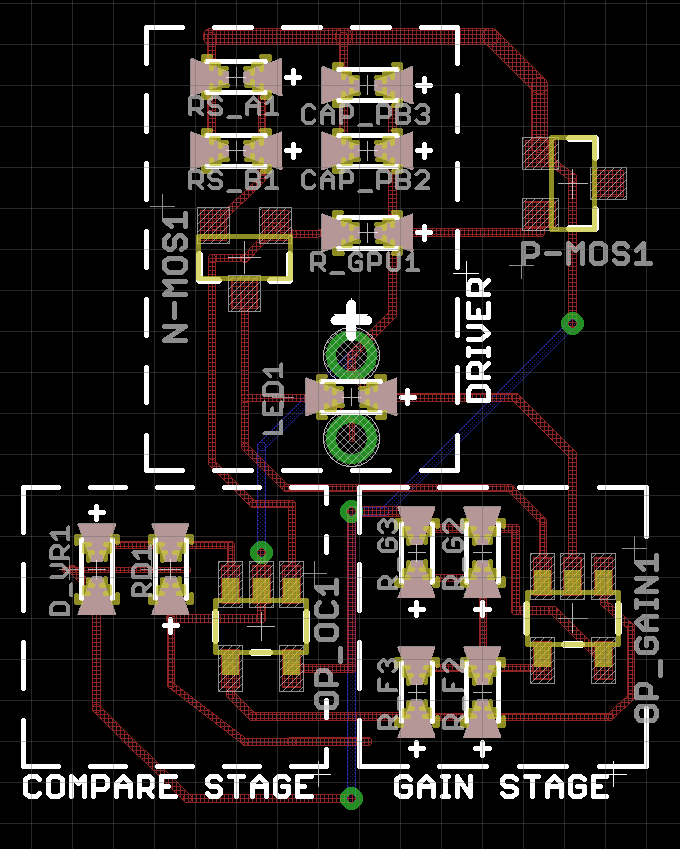 RS_A1
CAP_PB3
RS_B1
CAP_PB2
N-MOS1
R_GPU1
P-MOS1
DRIVER
LED1
D_VR1
RD1
OP_OC1
R_G3
R_G2
OP_GAIN1
R_F3
R_F2
COMPARE STAGE
GAIN STAGE